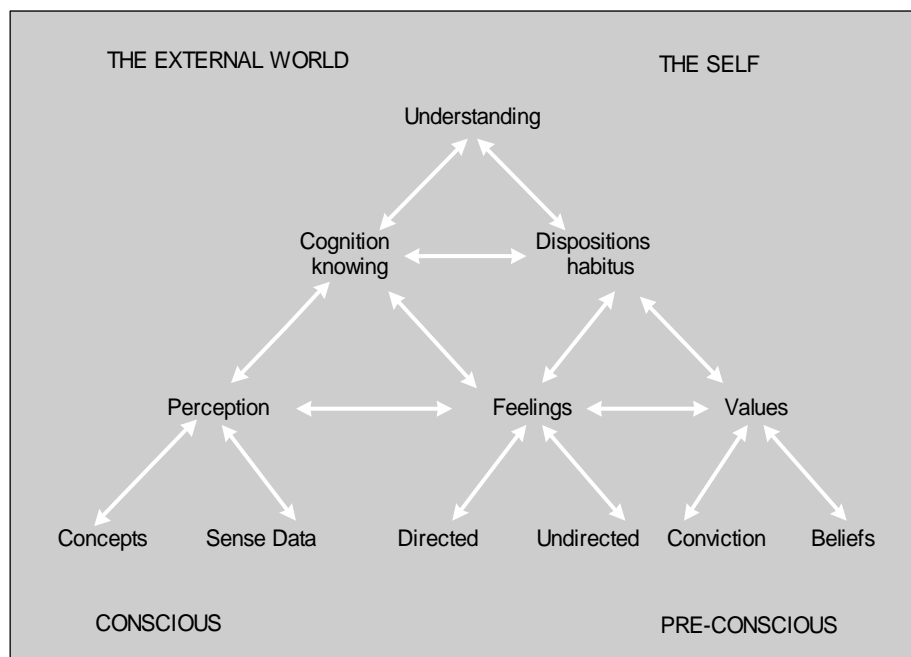 THE EXTERNAL WORLD
THE SELF
Understanding
Cognition
knowing
Dispositions
habitus
Perception
Feelings
Values
Concepts
Sense Data
Directed
Undirected
Conviction
Beliefs
CONSCIOUS
PRE-CONSCIOUS